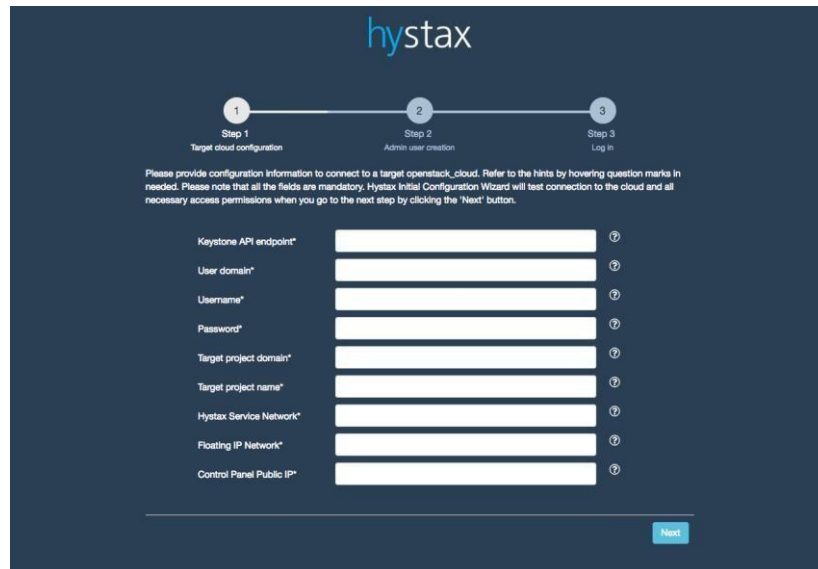 hystax
1 2 3
Step 1 Step 2 Step 3
Target cloud configuration Admin user creation Log in
Please provide configuration information to connect to a target openstack_cloud. Refer to the hints by hovering question marks in
needed. Please note that all the fields are mandatory. Hystax Initial Configuration Wizard will test connection to the cloud and all
necessary access permissions when you go to the next step by clicking the 'Next' button.
Keystone API endpoint* ?
User domain* ?
Username* ?
Password* ?
Target project domain* ?
Target project name* ?
Hystax Service Network* ?
Floating IP Network* ?
Control Panel Public IP* ?
Next